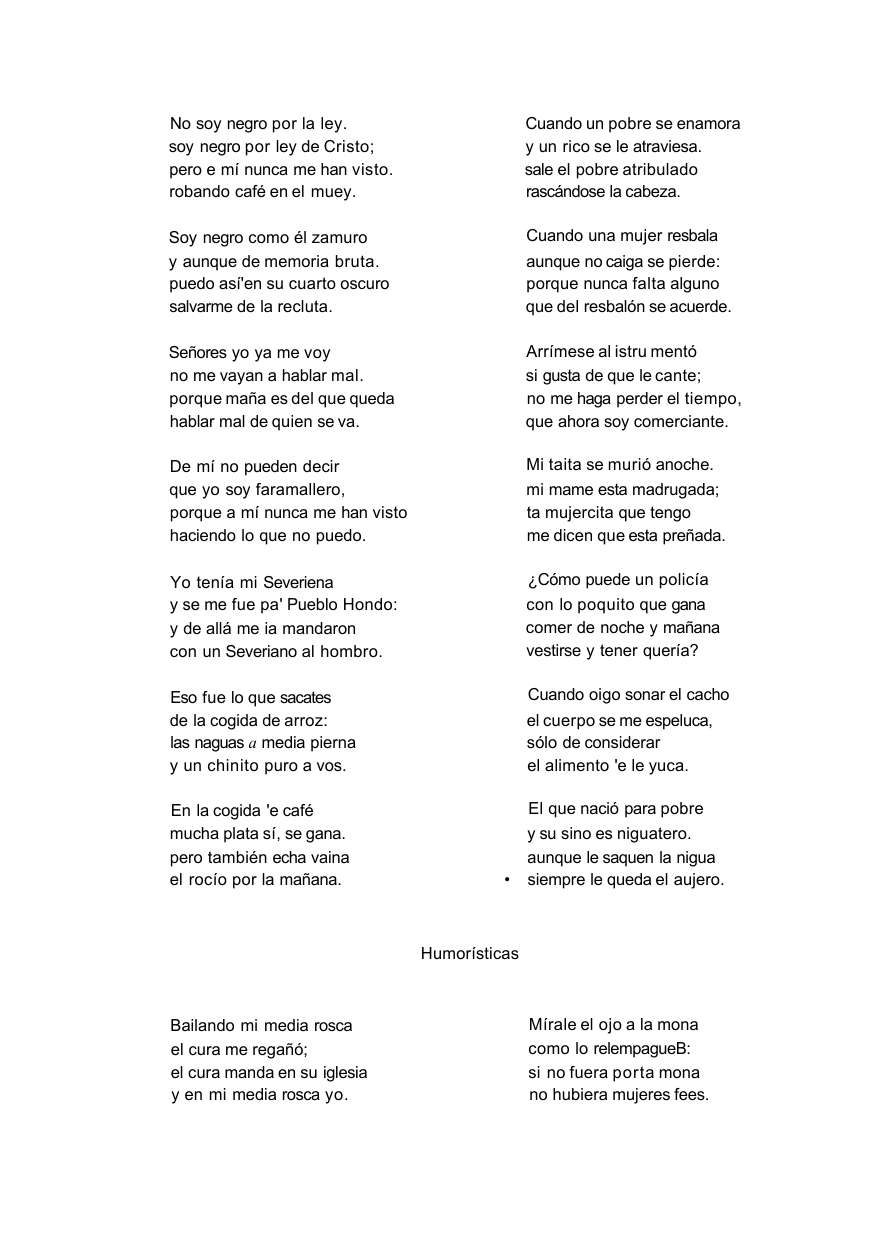 No soy negro por la ley.
soy negro por ley de Cristo;
pero e mí nunca me han visto.
robando café en el muey.

Soy negro como él zamuro
y aunque de memoria bruta.
puedo así'en su cuarto oscuro
salvarme de la recluta.

Señores yo ya me voy
no me vayan a hablar mal.
porque maña es del que queda
hablar mal de quien se va.

De mí no pueden decir
que yo soy faramallero,
porque a mí nunca me han visto
haciendo lo que no puedo.

Yo tenía mi Severiena
y se me fue pa' Pueblo Hondo:
y de allá me ia mandaron
con un Severiano al hombro.

Eso fue lo que sacates
de la cogida de arroz:
las naguas a media pierna
y un chinito puro a vos.

En la cogida 'e café
mucha plata sí, se gana.
pero también echa vaina
el rocío por la mañana.

Cuando un pobre se enamora
y un rico se le atraviesa.
sale el pobre atribulado
rascándose la cabeza.

Cuando una mujer resbala
aunque no caiga se pierde:
porque nunca falta alguno
que del resbalón se acuerde.

Arrímese al istru mentó
si gusta de que le cante;
no me haga perder el tiempo,
que ahora soy comerciante.

Mi taita se murió anoche.
mi mame esta madrugada;
ta mujercita que tengo
me dicen que esta preñada.

¿Cómo puede un policía
con lo poquito que gana
comer de noche y mañana
vestirse y tener quería?

Cuando oigo sonar el cacho
el cuerpo se me espeluca,
sólo de considerar
el alimento 'e le yuca.

El que nació para pobre
y su sino es niguatero.
aunque le saquen la nigua
• siempre le queda el aujero.

Humorísticas

Bailando mi media rosca
el cura me regañó;
el cura manda en su iglesia
y en mi media rosca yo.

Mírale el ojo a la mona
como lo relempagueB:
si no fuera porta mona
no hubiera mujeres fees.